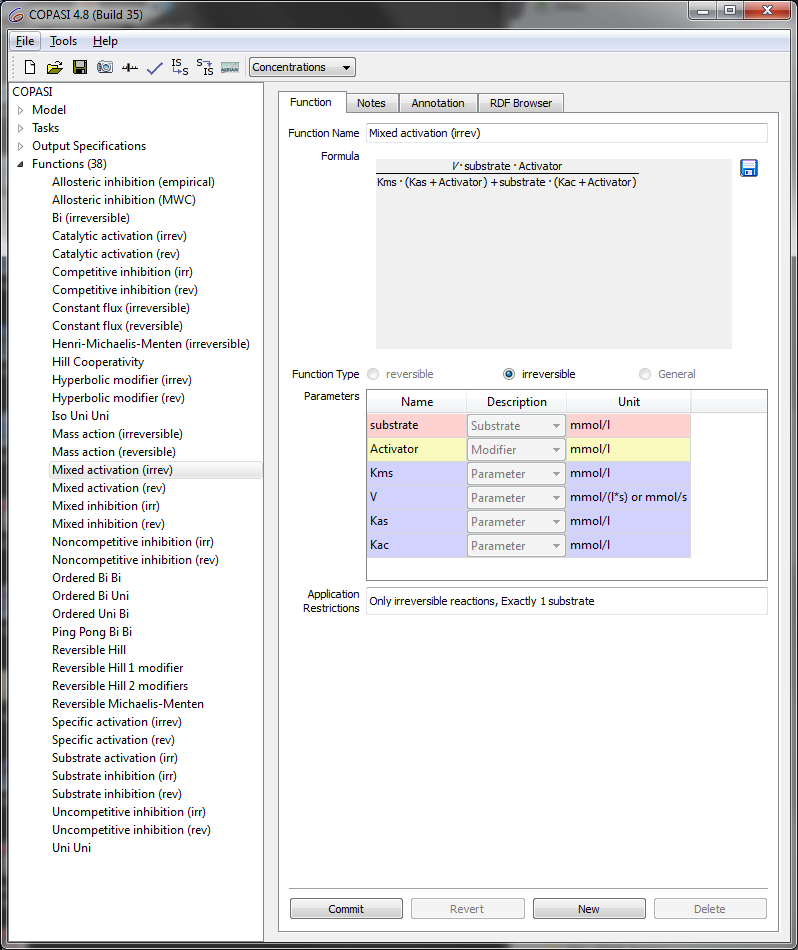 COPASI 4.8 (Build 35)
File Tools Help
IS S S IS Concentrations
COPASI
Model
Tasks
Output Specifications
Functions (38)
Allosteric inhibition (empirical)
Allosteric inhibition (MWC)
Bi (irreversible)
Catalytic activation (irrev)
Catalytic activation (rev)
Competitive inhibition (irr)
Competitive inhibition (rev)
Constant flux (irreversible)
Constant flux (reversible)
Henri-Michaelis-Menten (irreversible)
Hill Cooperativity
Hyperbolic modifier (irrev)
Hyperbolic modifier (rev)
Iso Uni Uni
Mass action (irreversible)
Mass action (reversible)
Mixed activation (irrev)
Mixed activation (rev)
Mixed inhibition (irr)
Mixed inhibition (rev)
Noncompetitive inhibition (irr)
Noncompetitive inhibition (rev)
Ordered Bi Bi
Ordered Bi Uni
Ordered Uni Bi
Ping Pong Bi Bi
Reversible Hill
Reversible Hill 1 modifier
Reversible Hill 2 modifiers
Reversible Michaelis-Menten
Specific activation (irrev)
Specific activation (rev)
Substrate activation (irr)
Substrate inhibition (irr)
Substrate inhibition (rev)
Uncompetitive inhibition (irr)
Uncompetitive inhibition (rev)
Uni Uni
Function Notes Annotation RDF Browser
Function Name Mixed activation (irrev)
Formula
V · substrate · Activator
Kms · (Kas + Activator) + substrate · (Kac + Activator)
Function Type reversible irreversible General
Parameters
Name Description Unit
substrate Substrate mmol/l
Activator Modifier mmol/l
Kms Parameter mmol/l
V Parameter mmol/(l*s) or mmol/s
Kas Parameter mmol/l
Kac Parameter mmol/l
Application
Restrictions
Only irreversible reactions, Exactly 1 substrate
Commit Revert New Delete